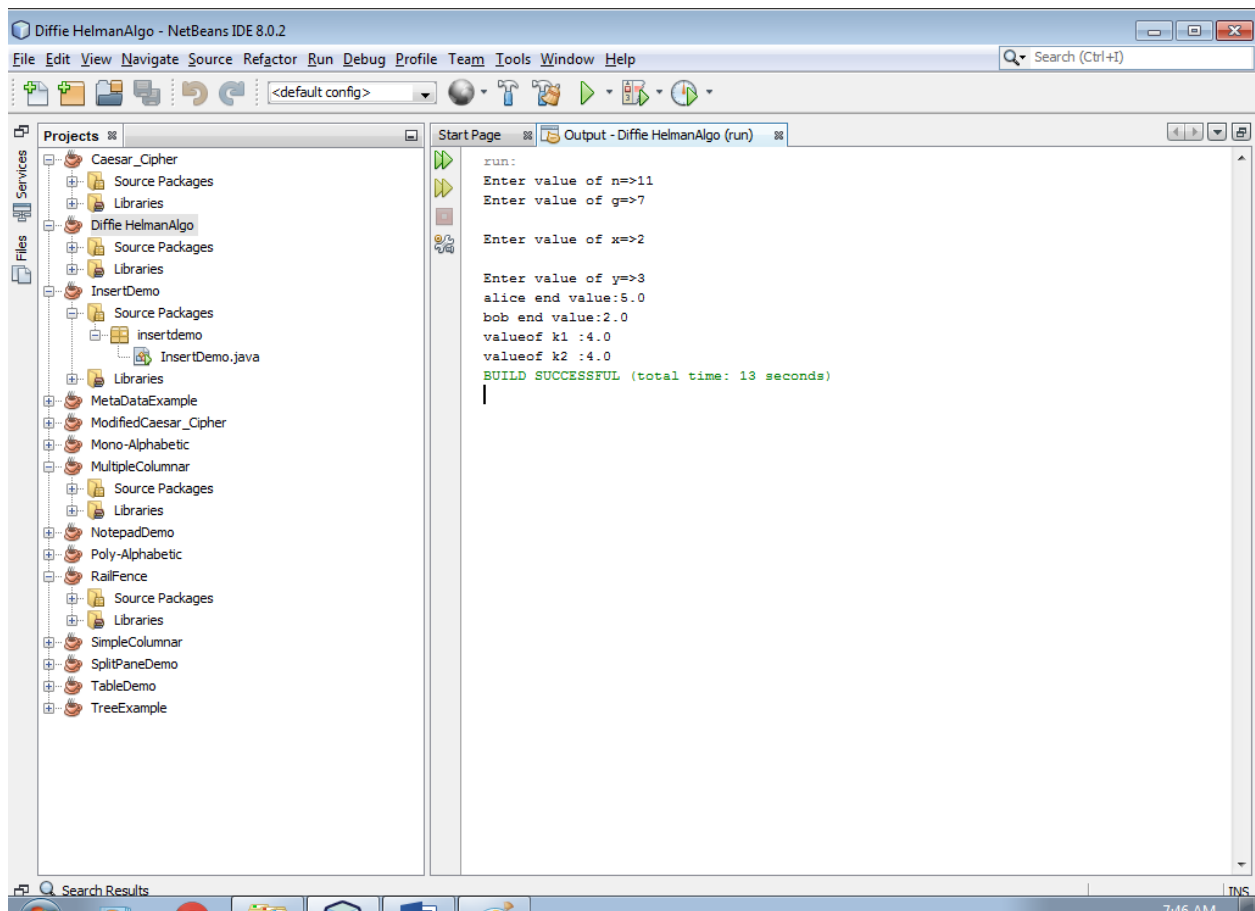 Diffie HelmanAlgo - NetBeans IDE 8.0.2
File Edit View Navigate Source Refactor Run Debug Profile Team Tools Window Help
Search (Ctrl+I)
<default config>
Services
Files
Projects
Caesar_Cipher
Source Packages
Libraries
Diffie HelmanAlgo
Source Packages
Libraries
InsertDemo
Source Packages
insertdemo
InsertDemo.java
Libraries
MetaDataExample
ModifiedCaesar_Cipher
Mono-Alphabetic
MultipleColumnar
Source Packages
Libraries
NotepadDemo
Poly-Alphabetic
RailFence
Source Packages
Libraries
SimpleColumnar
SplitPaneDemo
TableDemo
TreeExample
Start Page Output - Diffie HelmanAlgo (run)
run:
Enter value of n=>11
Enter value of g=>7
Enter value of x=>2
Enter value of y=>3
alice end value:5.0
bob end value:2.0
valueof k1 :4.0
valueof k2 :4.0
BUILD SUCCESSFUL (total time: 13 seconds)
Search Results
INS
7:46 AM